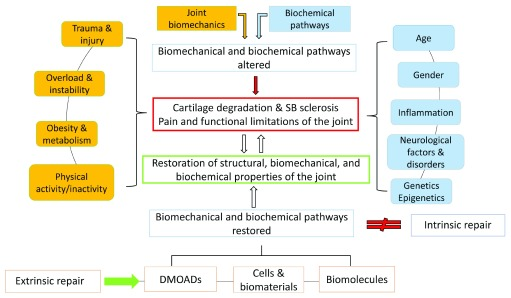 Joint
biomechanics
Biochemical
pathways
Trauma &
injury
Overload &
instability
Obesity &
metabolism
Physical
activity/inactivity
Biomechanical and biochemical pathways
altered
Cartilage degradation & SB sclerosis
Pain and functional limitations of the joint
Restoration of structural, biomechanical, and
biochemical properties of the joint
Biomechanical and biochemical pathways
restored
Age
Gender
Inflammation
Neurological
factors &
disorders
Genetics
Epigenetics
Intrinsic repair
Extrinsic repair
DMOADs
Cells &
biomaterials
Biomolecules